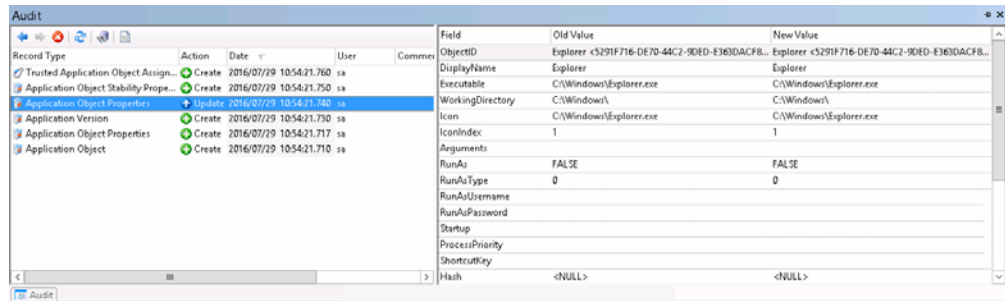 Audit
Record Type Action Date User Commen
Trusted Application Object Assign... Create 2016/07/29 10:54:21.760 sa
Application Object Stability Prope... Create 2016/07/29 10:54:21.750 sa
Application Object Properties Update 2016/07/29 10:54:21.740 sa
Application Version Create 2016/07/29 10:54:21.730 sa
Application Object Properties Create 2016/07/29 10:54:21.717 sa
Application Object Create 2016/07/29 10:54:21.710 sa
Field Old Value New Value
ObjectID Explorer <5291F716-DE70-44C2-9DED-E363DACF8... Explorer <5291F716-DE70-44C2-9DED-E363DACF8...
DisplayName Explorer Explorer
Executable C:\Windows\Explorer.exe C:\Windows\Explorer.exe
WorkingDirectory C:\Windows\ C:\Windows\
Icon C:\Windows\Explorer.exe C:\Windows\Explorer.exe
IconIndex 1 1
Arguments
RunAs FALSE FALSE
RunAsType 0 0
RunAsUsername
RunAsPassword
Startup
ProcessPriority
ShortcutKey
Hash <NULL> <NULL>
Audit